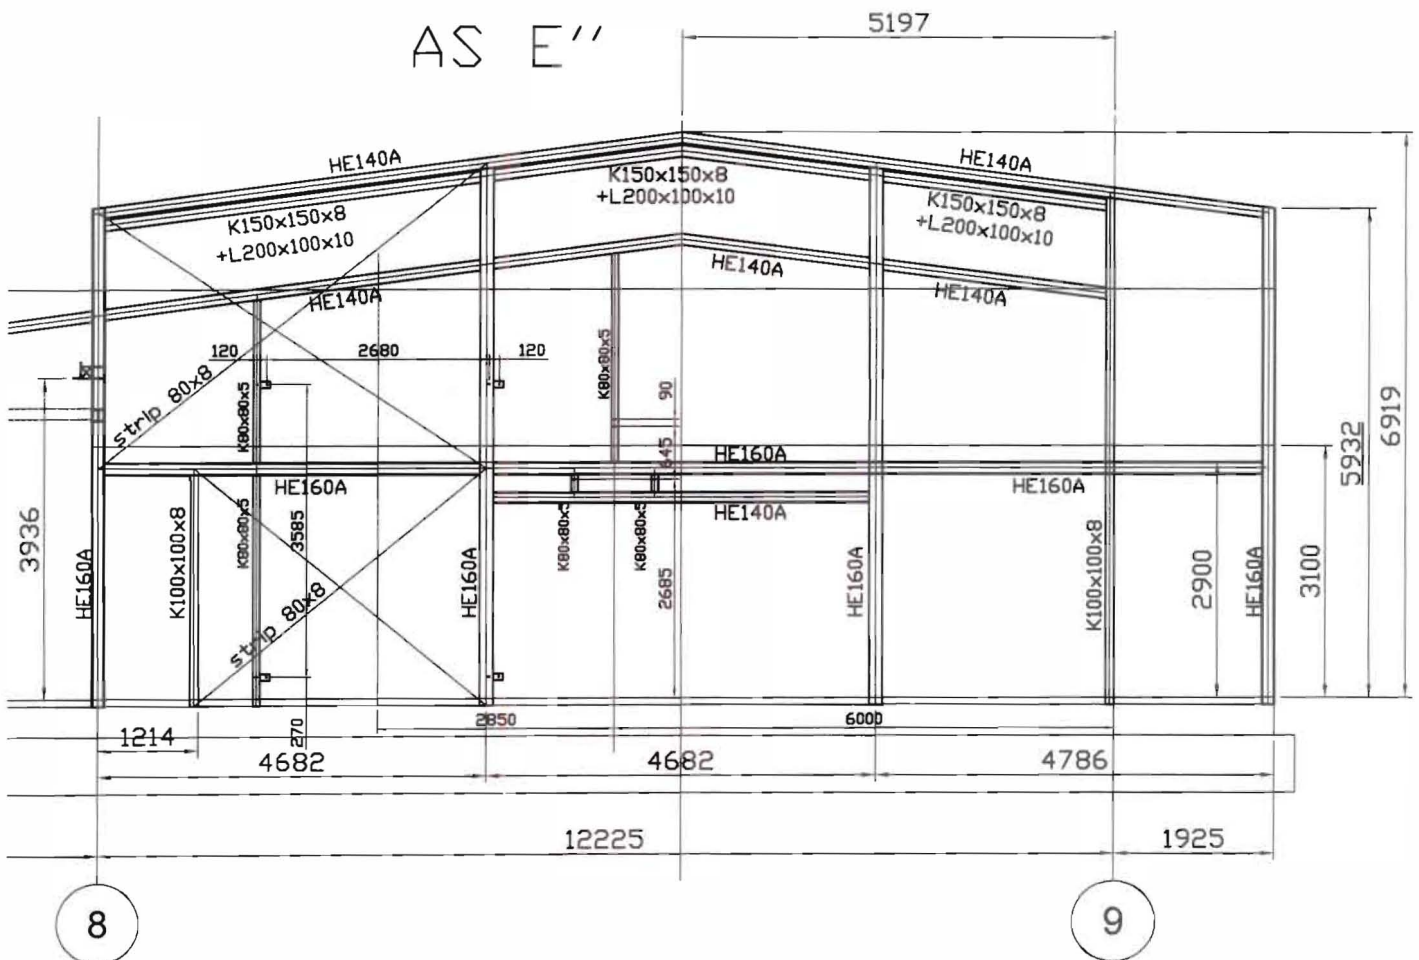 AS E''
5197
HE140A
HE140A
K150x150x8
+L200x100x10
K150x150x8
+L200x100x10
K150x150x8
+L200x100x10
HE140A
HE140A
HE140A
120
2680
120
strip 80x8
K80x80x5
K80x80x5
90
645
5932
6919
HE160A
HE160A
HE160A
HE140A
3936
HE160A
K100x100x8
K80x80x5
3585
strip 80x8
HE160A
K80x80x5
K80x80x5
2685
HE160A
K100x100x8
2900
HE160A
3100
270
2850
6000
1214
4682
4682
4786
12225
1925
8
9